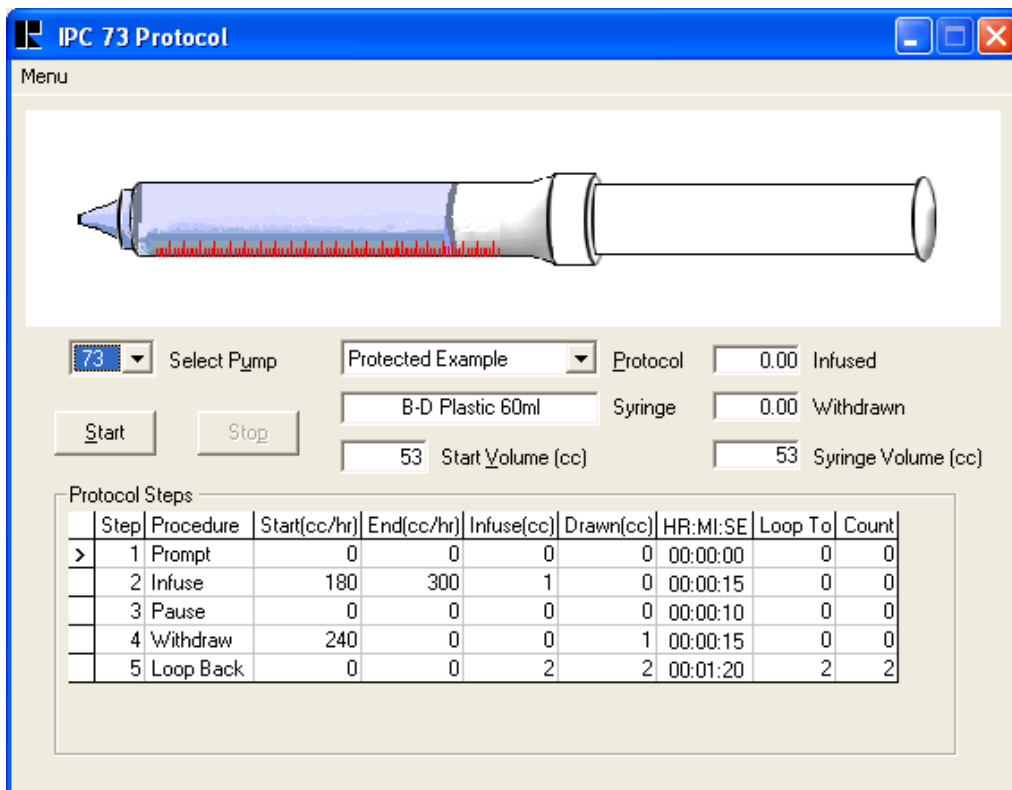 IPC 73 Protocol
Menu
73 Select Pump Protected Example Protocol 0.00 Infused
B-D Plastic 60ml Syringe 0.00 Withdrawn
Start Stop
53 Start Volume (cc) 53 Syringe Volume (cc)
Protocol Steps
Step Procedure Start(cc/hr) End(cc/hr) Infuse(cc) Drawn(cc) HR:MI:SE Loop To Count
> 1 Prompt 0 0 0 0 00:00:00 0 0
2 Infuse 180 300 1 0 00:00:15 0 0
3 Pause 0 0 0 0 00:00:10 0 0
4 Withdraw 240 0 0 1 00:00:15 0 0
5 Loop Back 0 0 2 2 00:01:20 2 2